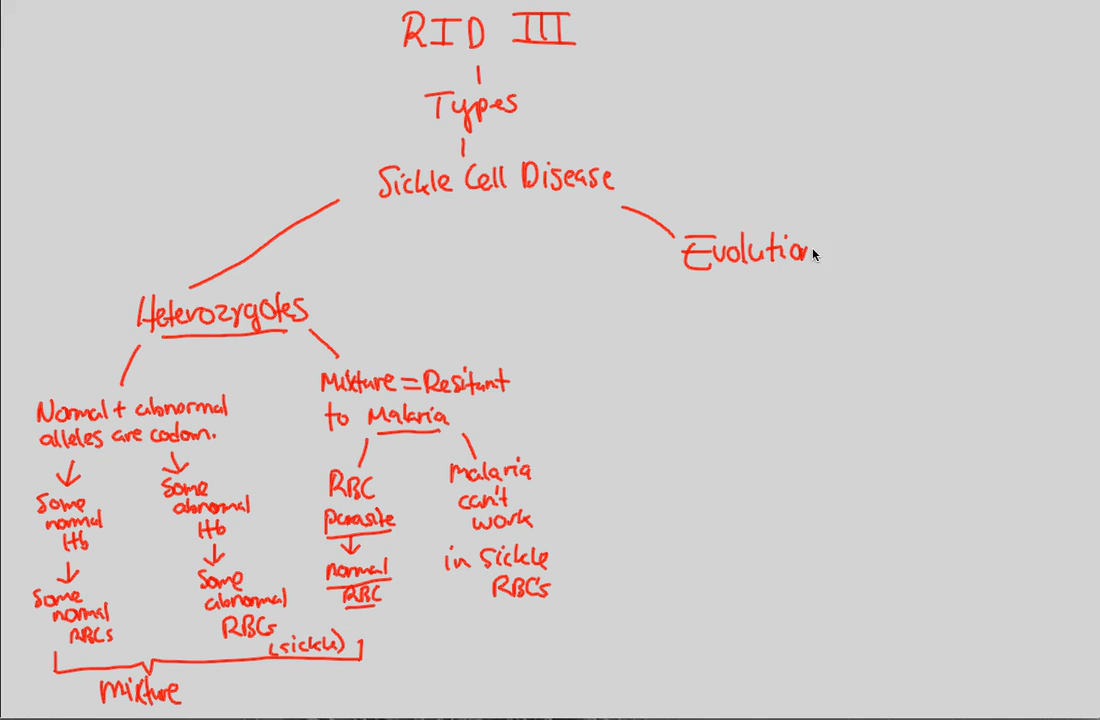 RID III
Types
Sickle Cell Disease
Evolution
Heterozygotes
Normal + abnormal
alleles are codom.
Some
normal
Hb
Some
normal
RBCs
Some
abnormal
Hb
Some
abnormal
RBCs
(sickle)
mixture
Mixture = Resitant
to Malaria
RBC
parasite
normal
RBC
malaria
can't
work
in sickle
RBC's